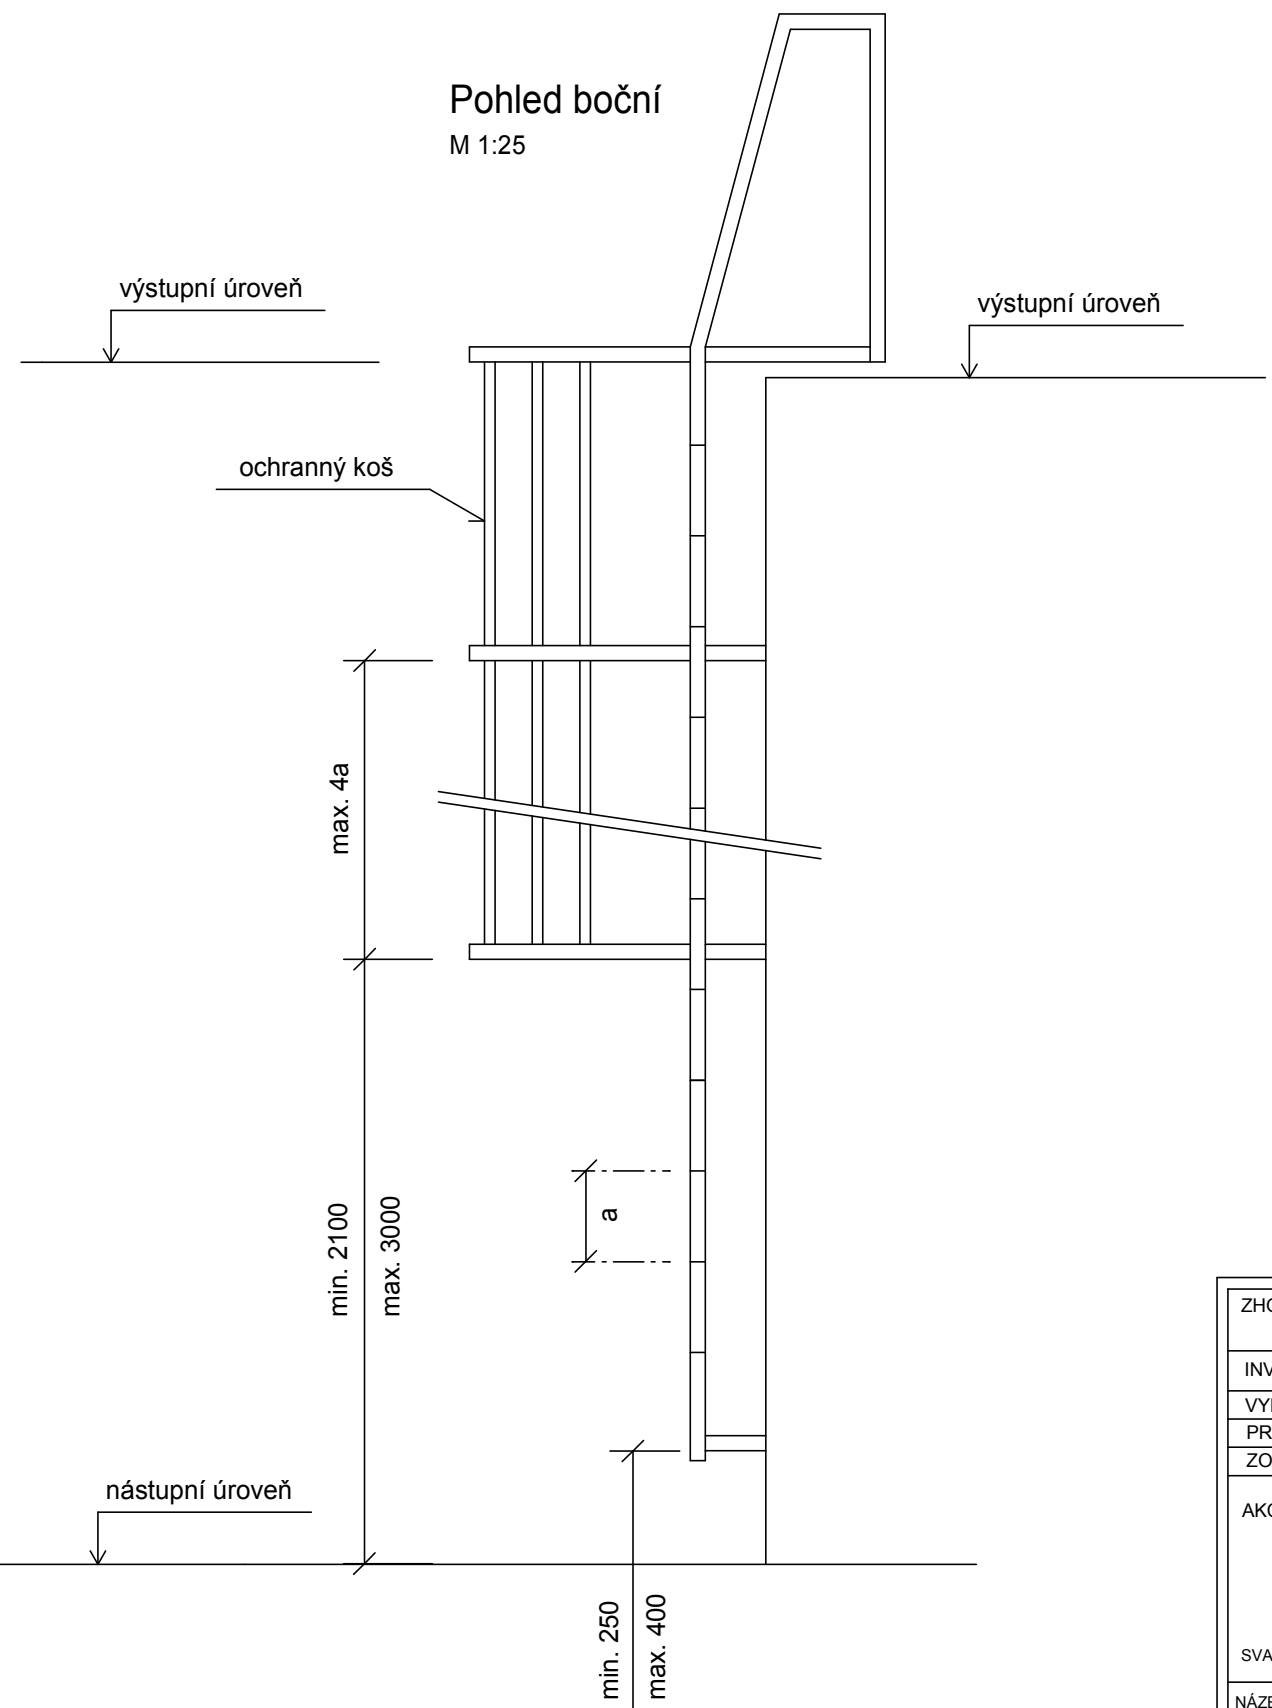 Pohled boční
M 1:25
výstupní úroveň
výstupní úroveň
ochranný koš
max. 4a
min. 2100
max. 3000
a
nástupní úroveň
min. 250
max. 400